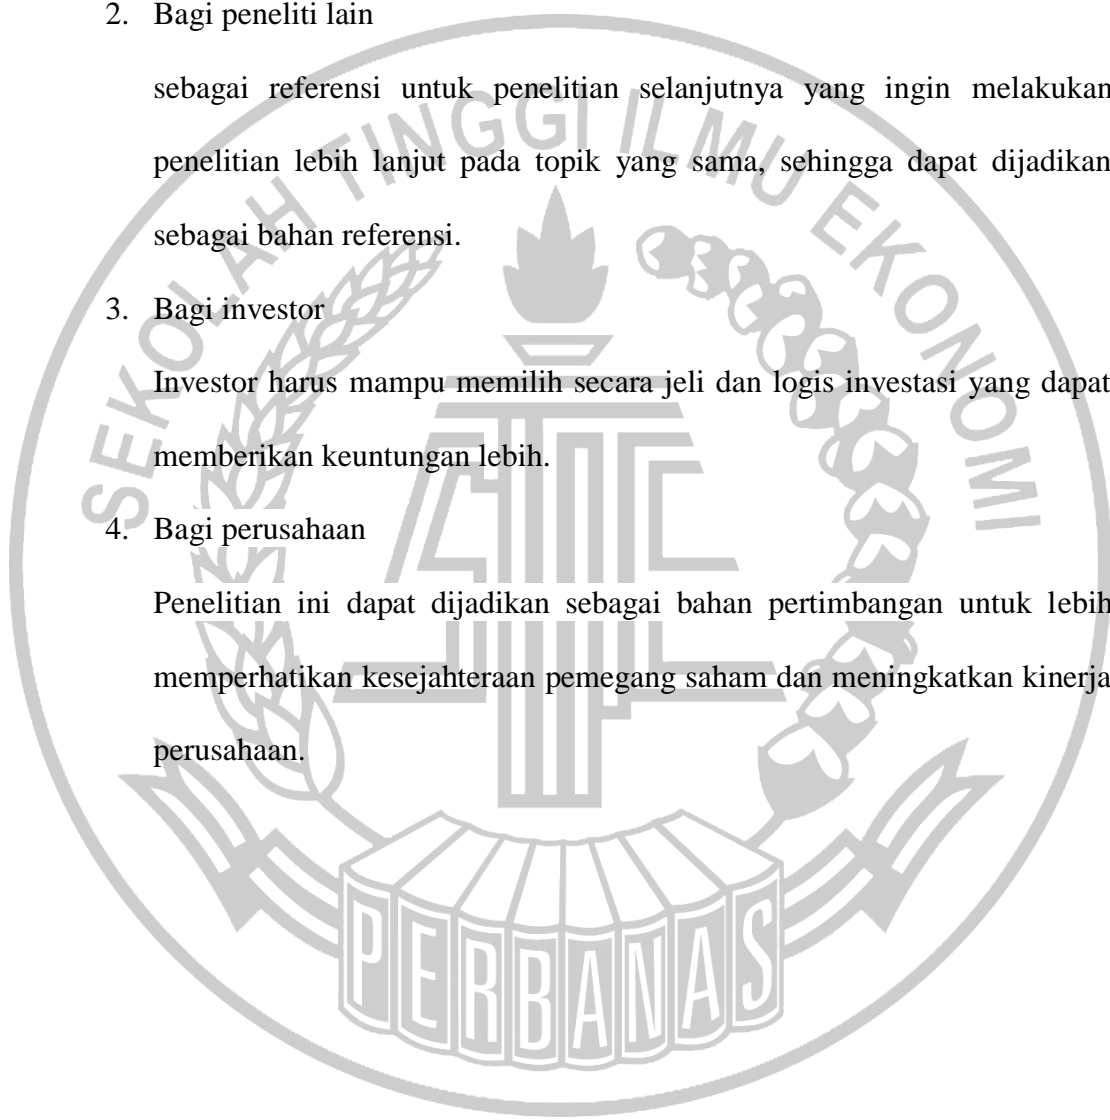 2. Bagi peneliti lain
sebagai referensi untuk penelitian selanjutnya yang ingin melakukan
penelitian lebih lanjut pada topik yang sama, sehingga dapat dijadikan
sebagai bahan referensi.
3. Bagi investor
Investor harus mampu memilih secara jeli dan logis investasi yang dapat
memberikan keuntungan lebih.
4. Bagi perusahaan
Penelitian ini dapat dijadikan sebagai bahan pertimbangan untuk lebih
memperhatikan kesejahteraan pemegang saham dan meningkatkan kinerja
perusahaan.
SEKOLAH TINGGI ILMU EKONOMI
PERBANAS